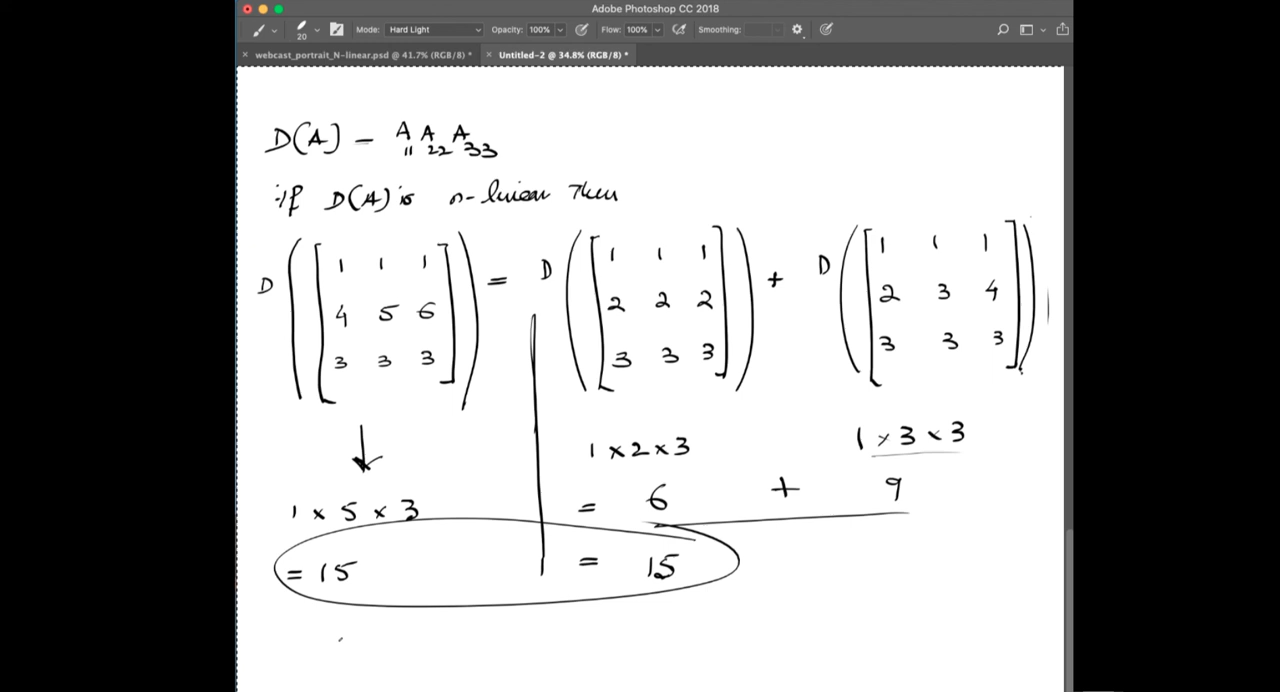 Adobe Photoshop CC 2018
20 Mode: Hard Light Opacity: 100% Flow: 100% Smoothing:
× webcast_portrait_N-linear.psd @ 41.7% (RGB/8) * × Untitled-2 @ 34.8% (RGB/8) *
D(A) - A11 A22 A33
if D(A) is n-linear Then
D ( [ 1 1 1 ] ) = D ( [ 1 1 1 ] ) + D ( [ 1 1 1 ] )
4 5 6 2 2 2 2 3 4
3 3 3 3 3 3 3 3 3
↓ 1 × 2 × 3 1 × 3 × 3
1 × 5 × 3 = 6 + 9
= 15 = 15